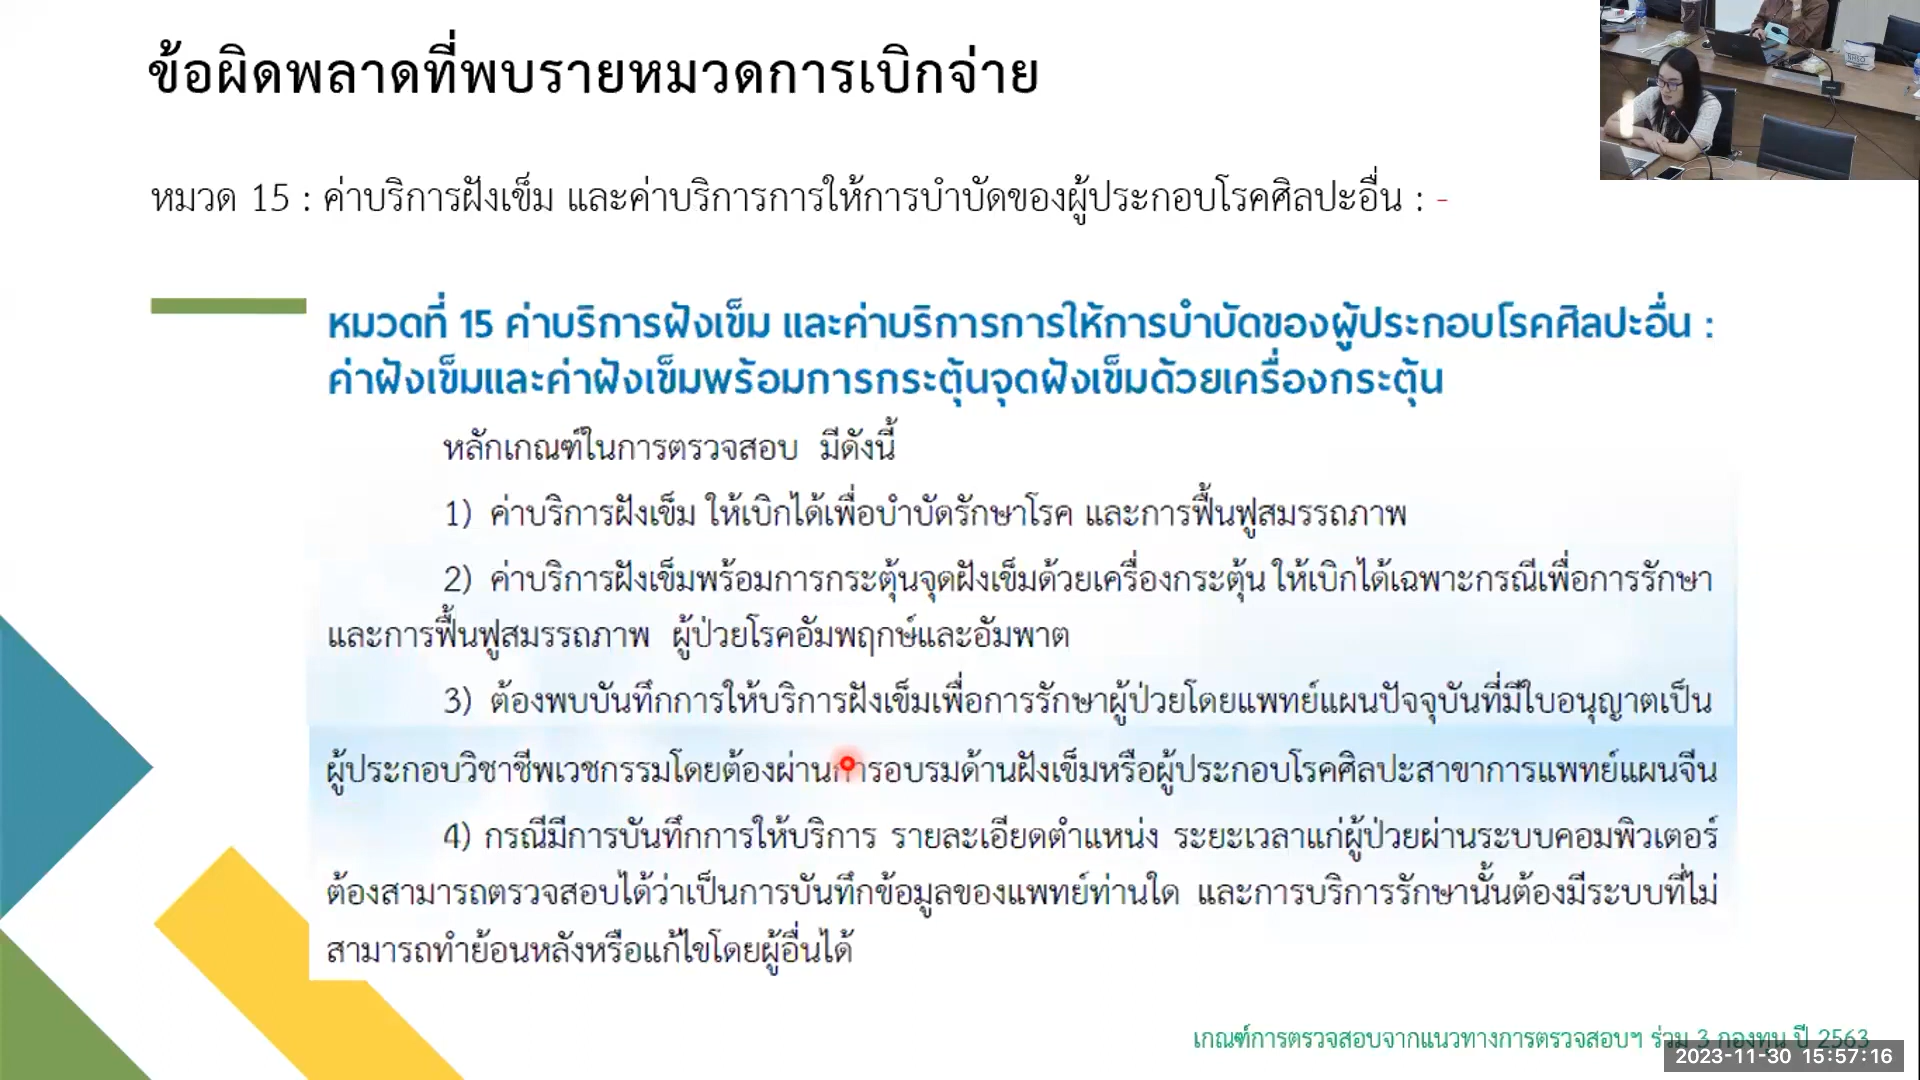 ข้อผิดพลาดที่พบรายหมวดการเบิกจ่าย
หมวด 15 : ค่าบริการฝังเข็ม และค่าบริการการให้การบำบัดของผู้ประกอบโรคศิลปะอื่น : -
หมวดที่ 15 ค่าบริการฝังเข็ม และค่าบริการการให้การบำบัดของผู้ประกอบโรคศิลปะอื่น :
ค่าฝังเข็มและค่าฝังเข็มพร้อมการกระตุ้นจุดฝังเข็มด้วยเครื่องกระตุ้น
หลักเกณฑ์ในการตรวจสอบ มีดังนี้
1) ค่าบริการฝังเข็ม ให้เบิกได้เพื่อบำบัดรักษาโรค และการฟื้นฟูสมรรถภาพ
2) ค่าบริการฝังเข็มพร้อมการกระตุ้นจุดฝังเข็มด้วยเครื่องกระตุ้น ให้เบิกได้เฉพาะกรณีเพื่อการรักษา
และการฟื้นฟูสมรรถภาพ ผู้ป่วยโรคอัมพฤกษ์และอัมพาต
3) ต้องพบบันทึกการให้บริการฝังเข็มเพื่อการรักษาผู้ป่วยโดยแพทย์แผนปัจจุบันที่มีใบอนุญาตเป็น
ผู้ประกอบวิชาชีพเวชกรรมโดยต้องผ่านการอบรมด้านฝังเข็มหรือผู้ประกอบโรคศิลปะสาขาการแพทย์แผนจีน
4) กรณีมีการบันทึกการให้บริการ รายละเอียดตำแหน่ง ระยะเวลาแก่ผู้ป่วยผ่านระบบคอมพิวเตอร์
ต้องสามารถตรวจสอบได้ว่าเป็นการบันทึกข้อมูลของแพทย์ท่านใด และการบริการรักษานั้นต้องมีระบบที่ไม่
สามารถทำย้อนหลังหรือแก้ไขโดยผู้อื่นได้
เกณฑ์การตรวจสอบจากแนวทางการตรวจสอบฯ ร่วม 3 กองทุน ปี 2563
2023-11-30 15:57:16